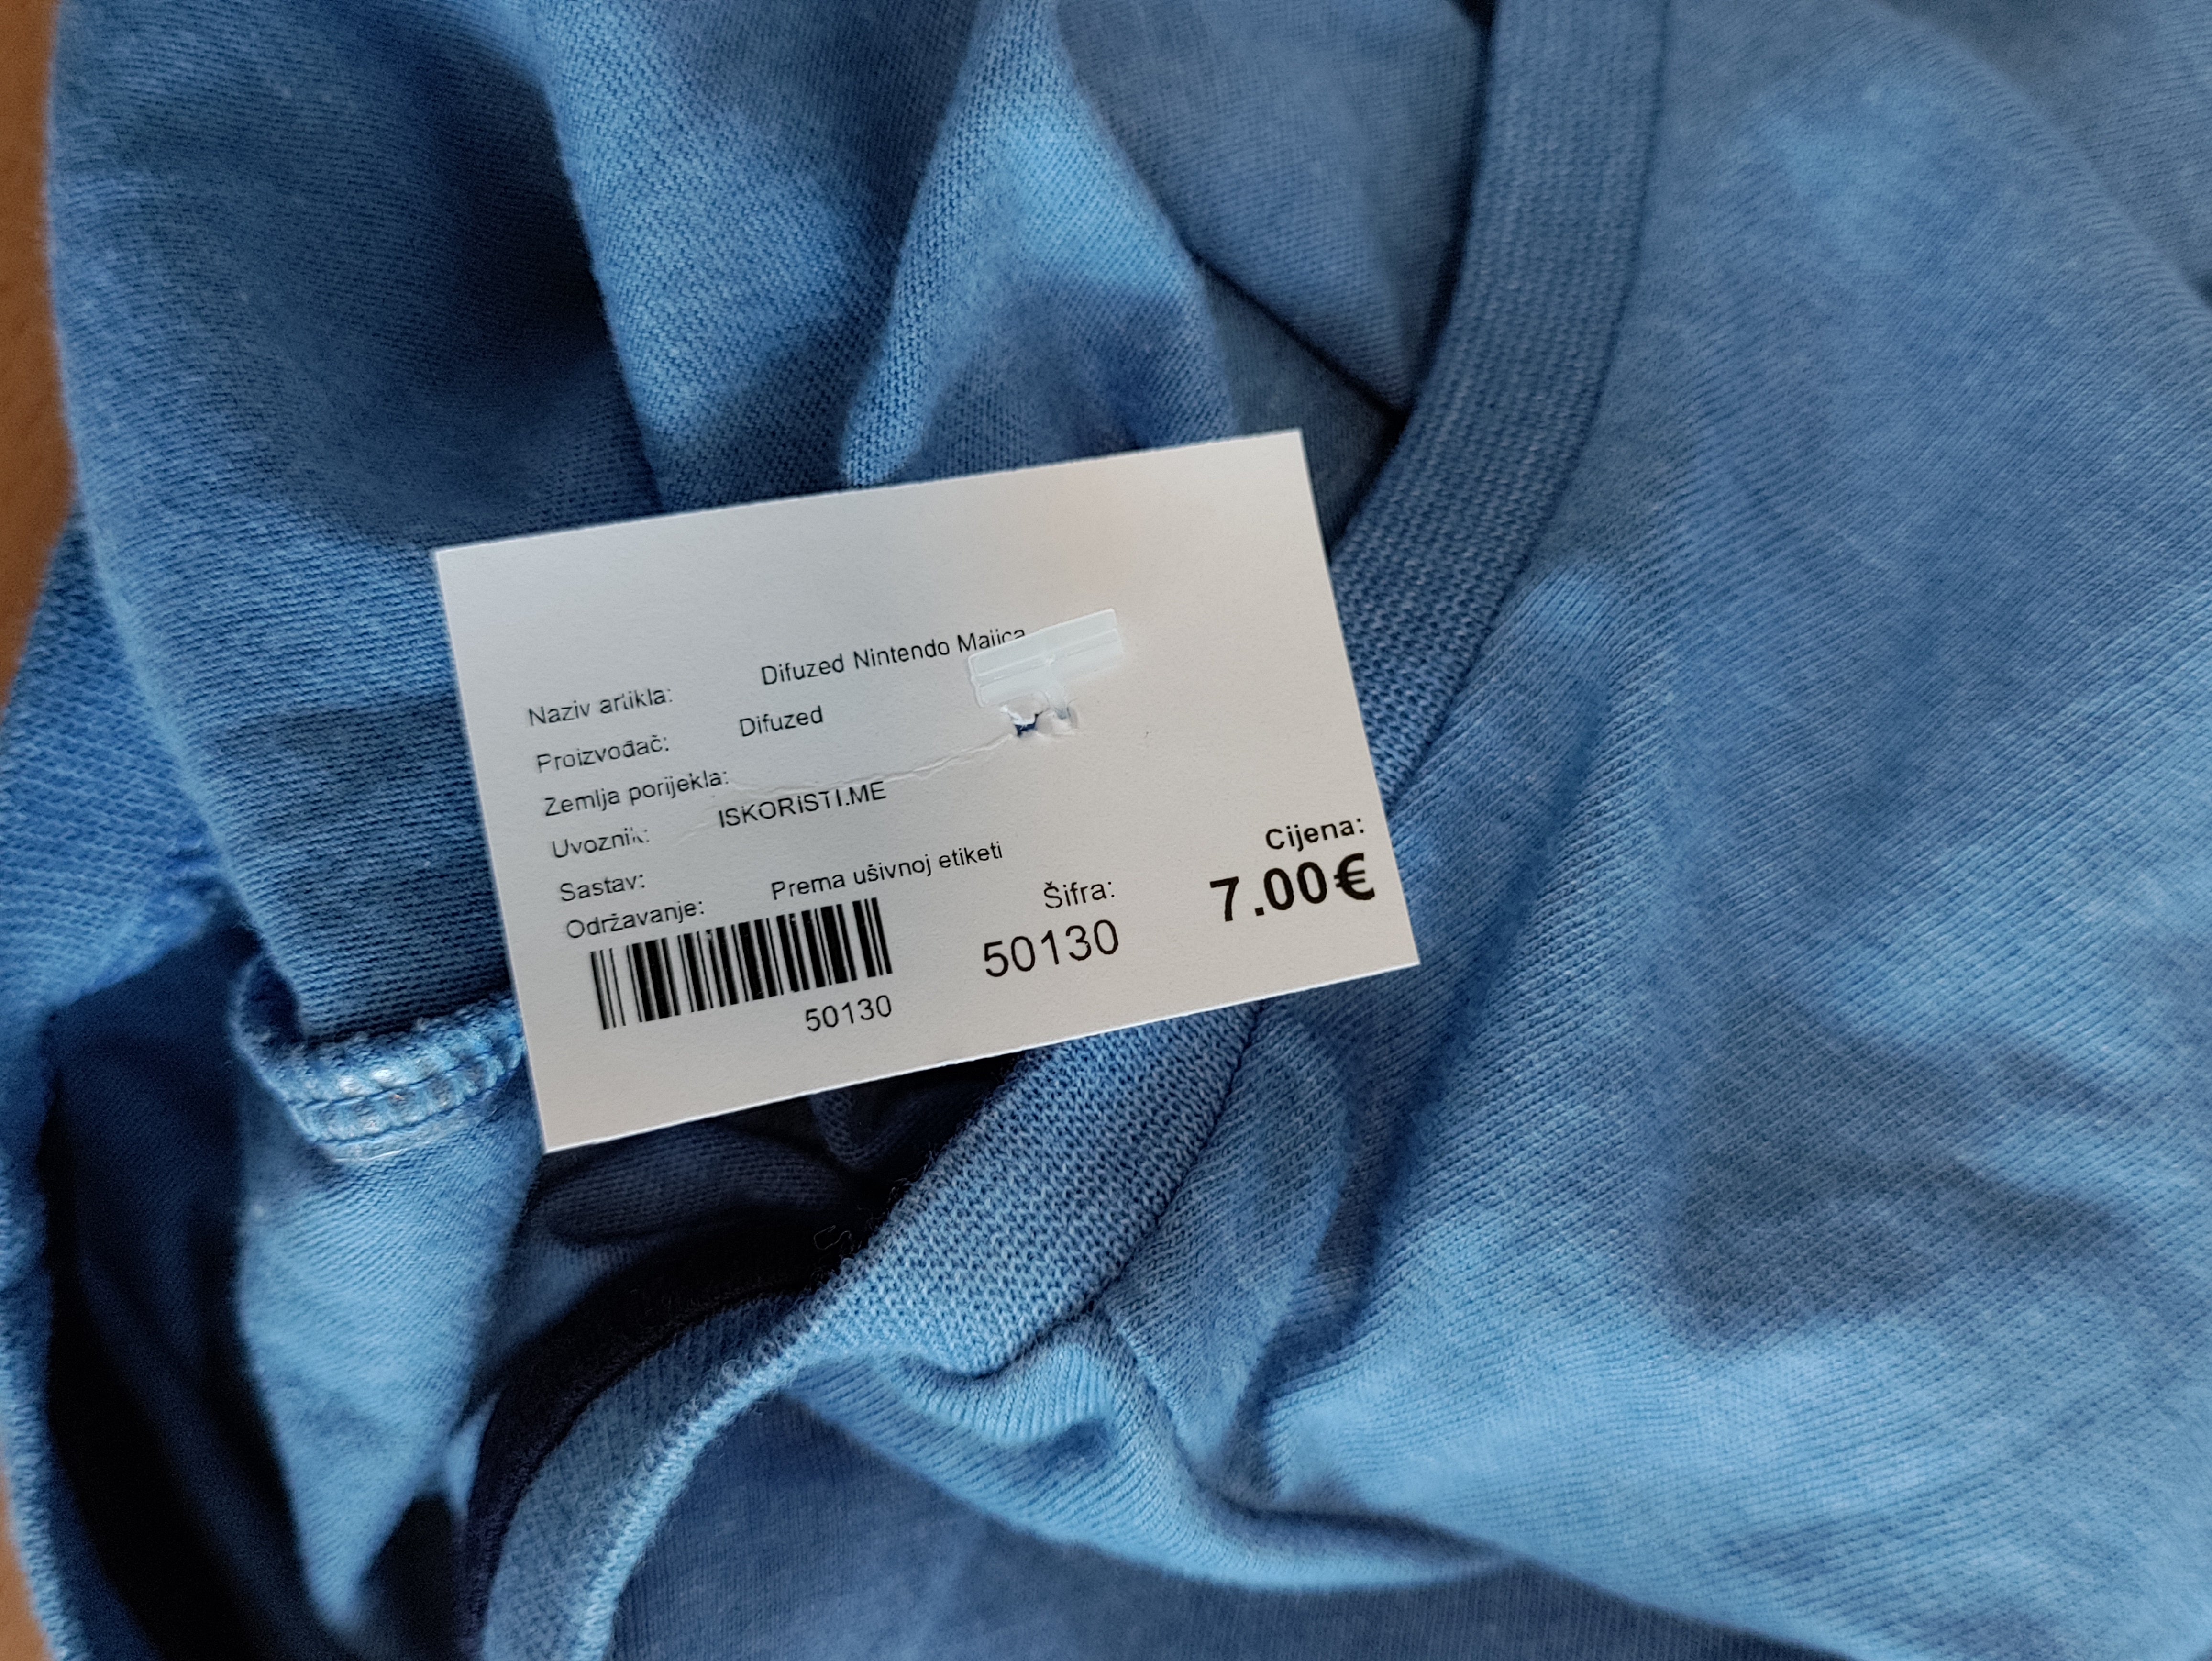 Naziv artikla: Difuzed Nintendo Majica
Proizvođač: Difuzed
Zemlja porijekla:
Uvoznik: ISKORISTI.ME
Sastav:
Održavanje: Prema ušivnoj etiketi
50130
Šifra:
50130
Cijena:
7.00€